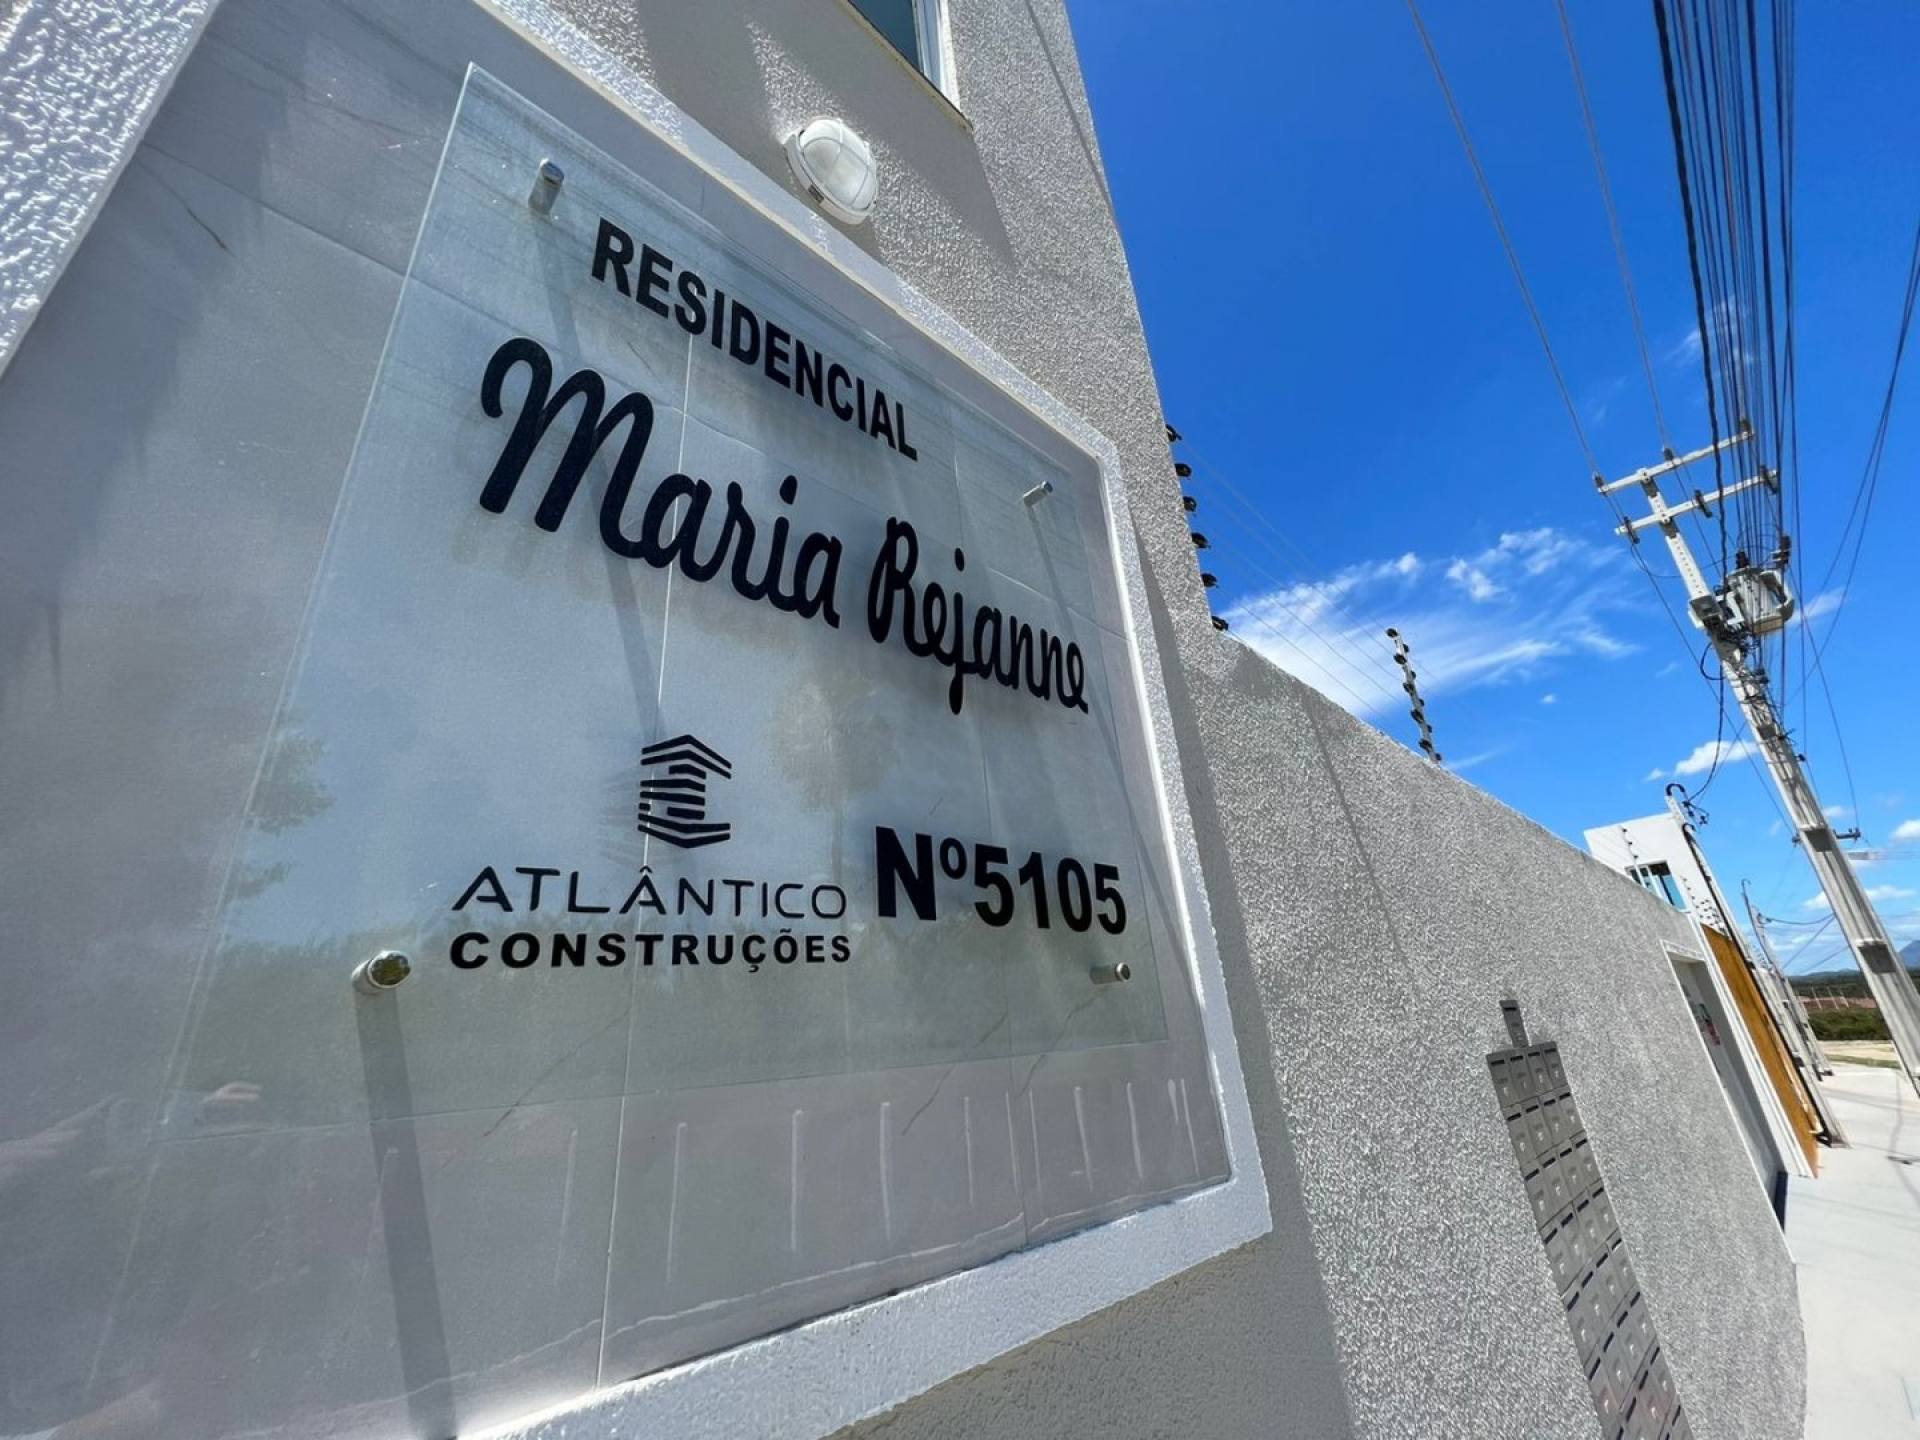 RESIDENCIAL
Maria Rejanne
ATLÂNTICO
CONSTRUÇÕES
Nº5105